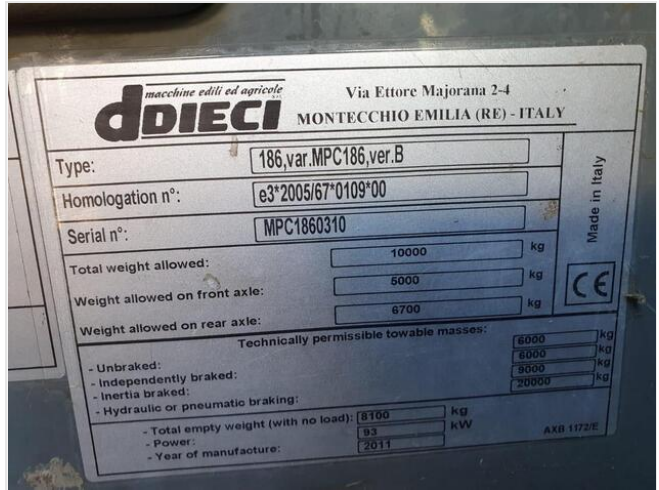 macchine edili ed agricole
dDIECI
Via Ettore Majorana 2-4
MONTECCHIO EMILIA (RE) - ITALY
Type: 186,var.MPC186,ver.B
Homologation n°: e3*2005/67*0109*00
Serial n°: MPC1860310
Made in Italy
Total weight allowed: 10000 kg
Weight allowed on front axle: 5000 kg
Weight allowed on rear axle: 6700 kg
CE
Technically permissible towable masses:
- Unbraked: 6000 kg
- Independently braked: 6000 kg
- Inertia braked: 9000 kg
- Hydraulic or pneumatic braking: 20000 kg
- Total empty weight (with no load): 8100 kg
- Power: 93 kW
- Year of manufacture: 2011
AXB 1172/E